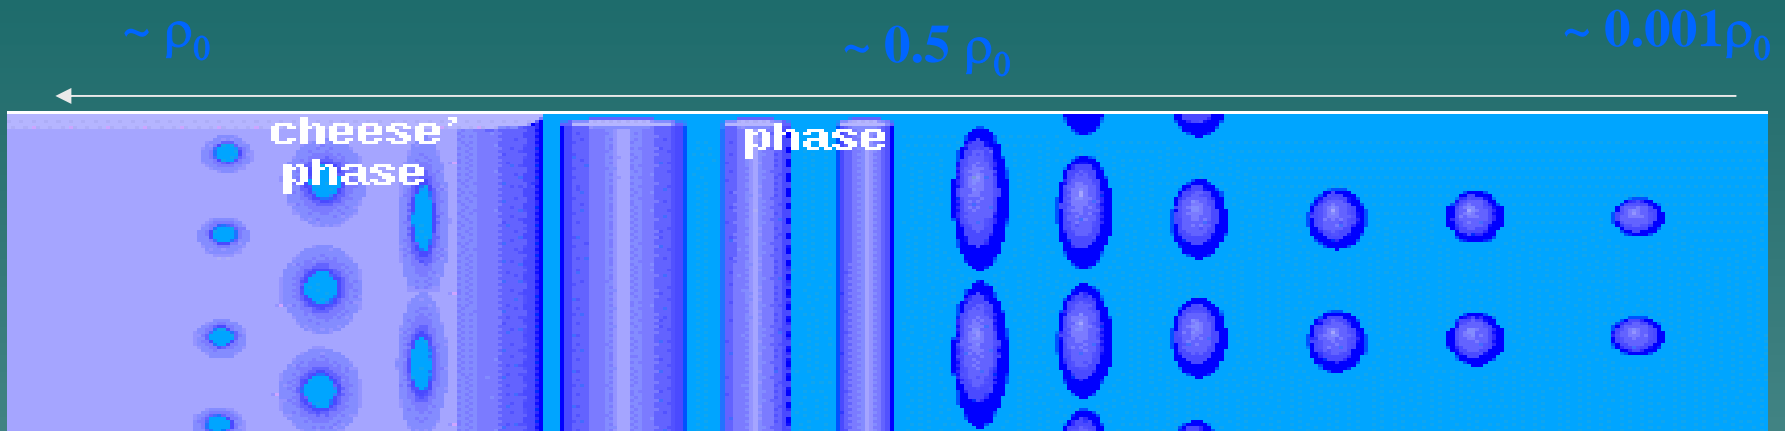 ~ ρ₀
~ 0.5 ρ₀
~ 0.001ρ₀
cheese’
phase
phase